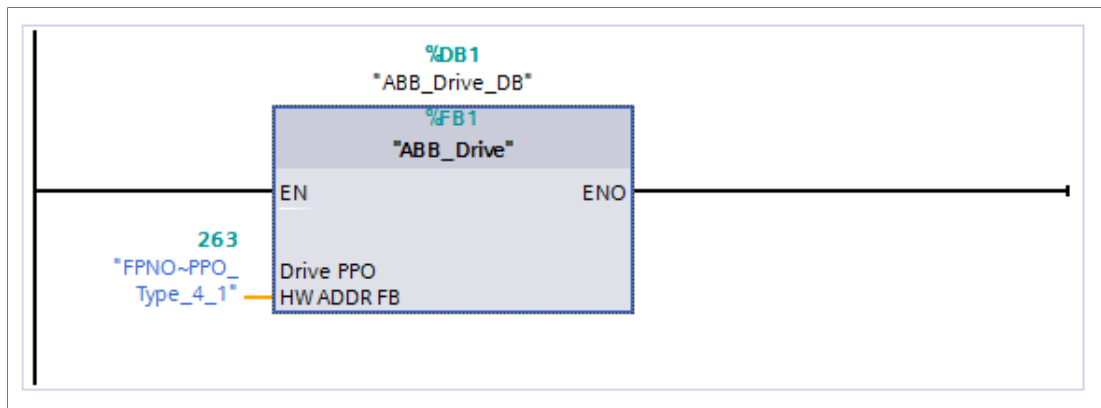 %DB1
"ABB_Drive_DB"
%FB1
"ABB_Drive"
EN ENO
263
"FPNO~PPO_
Type_4_1"
Drive PPO
HW ADDR FB